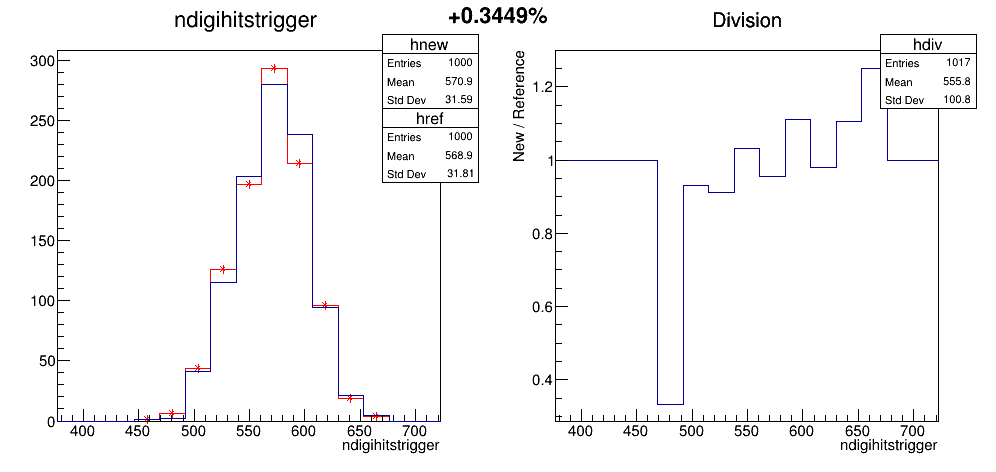 +0.3449%
ndigihitstrigger
hnew
Entries 1000
Mean 570.9
Std Dev 31.59
href
Entries 1000
Mean 568.9
Std Dev 31.81
300
250
200
150
100
50
0
400 450 500 550 600 650 700
ndigihitstrigger
Division
hdiv
Entries 1017
Mean 555.8
Std Dev 100.8
New / Reference
1.2
1
0.8
0.6
0.4
400 450 500 550 600 650 700
ndigihitstrigger